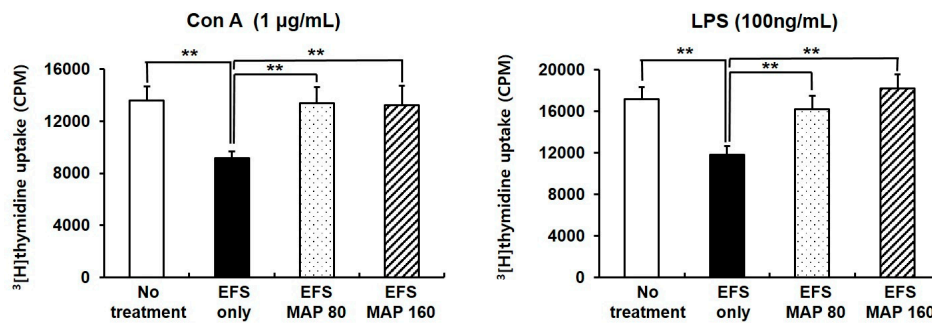 Con A (1 µg/mL)
³[H]thymidine uptake (CPM)
16000
12000
8000
4000
0
**
**
**
No treatment
EFS only
EFS MAP 80
EFS MAP 160
LPS (100ng/mL)
³[H]thymidine uptake (CPM)
20000
16000
12000
8000
4000
0
**
**
**
No treatment
EFS only
EFS MAP 80
EFS MAP 160